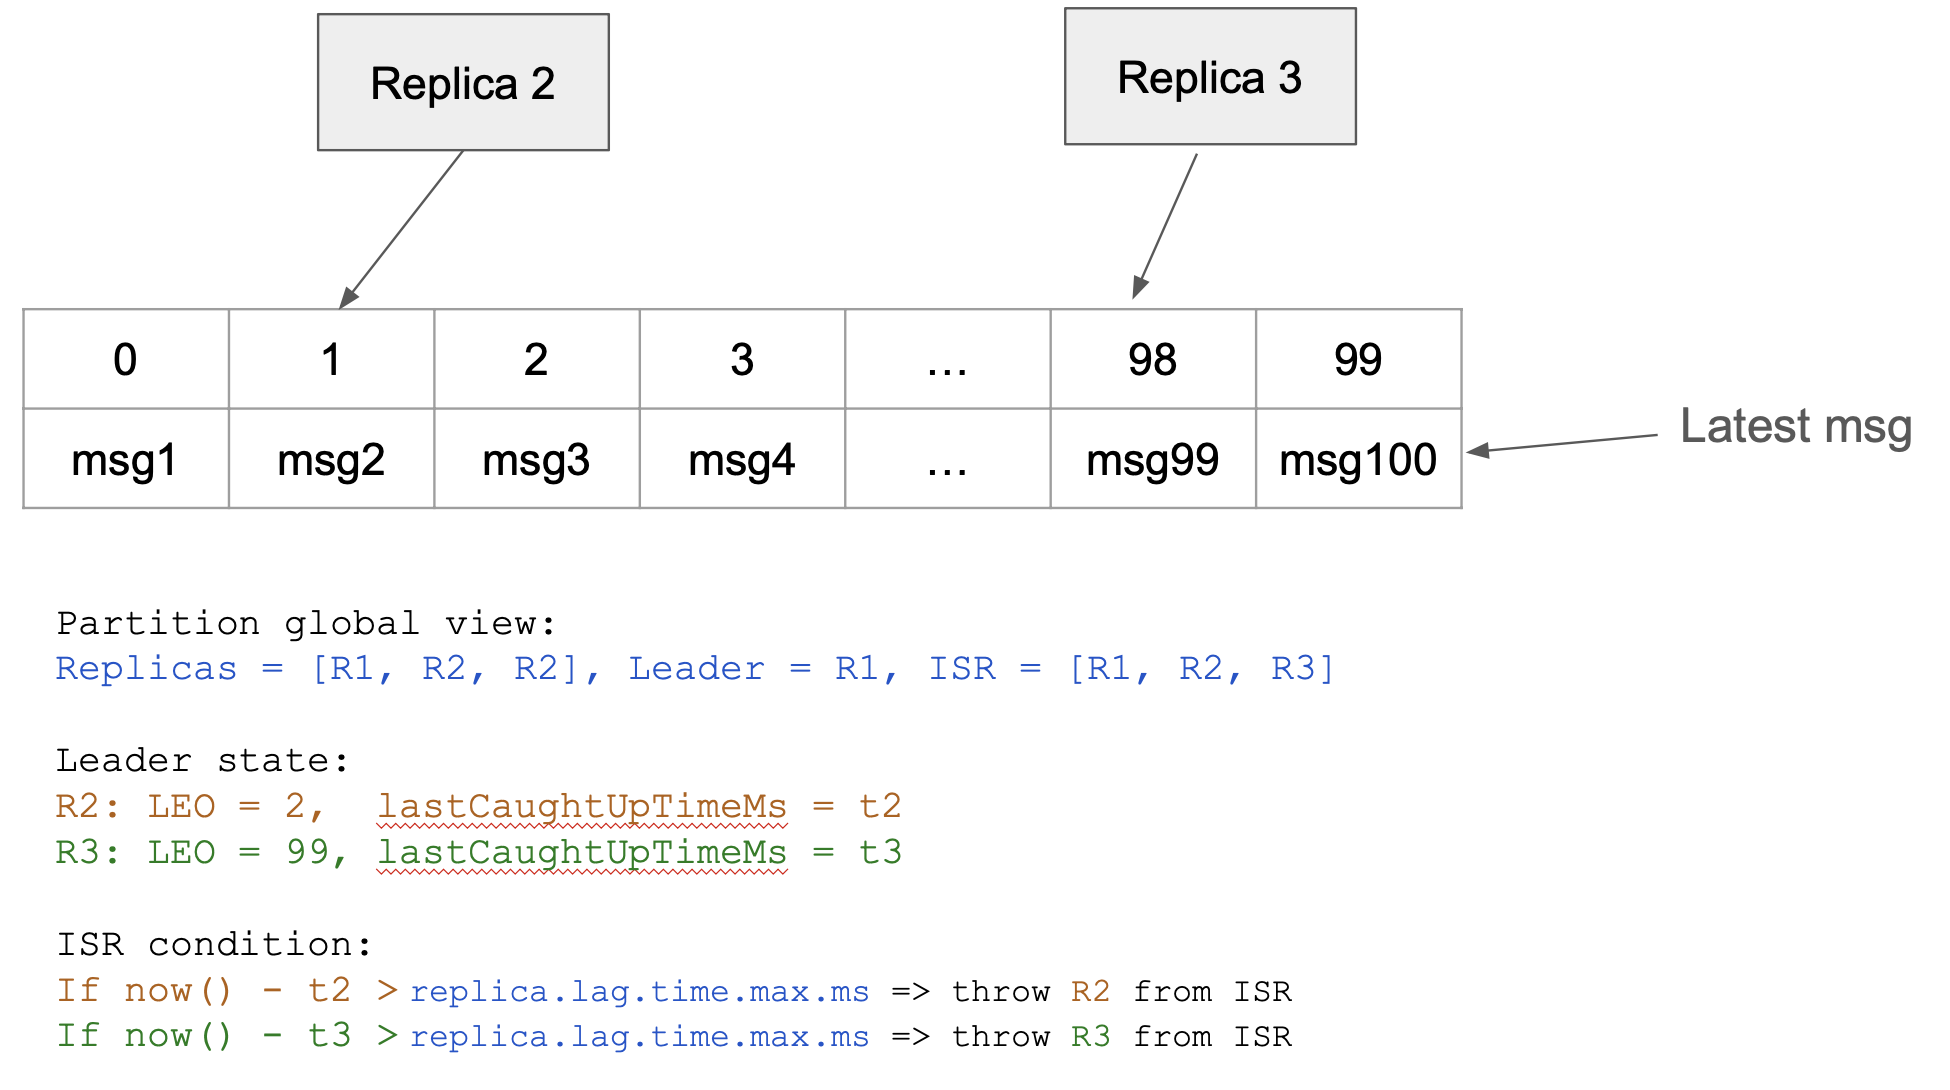 Replica 2
Replica 3
0 1 2 3 ... 98 99
msg1 msg2 msg3 msg4 ... msg99 msg100
Latest msg
Partition global view:
Replicas = [R1, R2, R2], Leader = R1, ISR = [R1, R2, R3]
Leader state:
R2: LEO = 2, lastCaughtUpTimeMs = t2
R3: LEO = 99, lastCaughtUpTimeMs = t3
ISR condition:
If now() - t2 > replica.lag.time.max.ms => throw R2 from ISR
If now() - t3 > replica.lag.time.max.ms => throw R3 from ISR